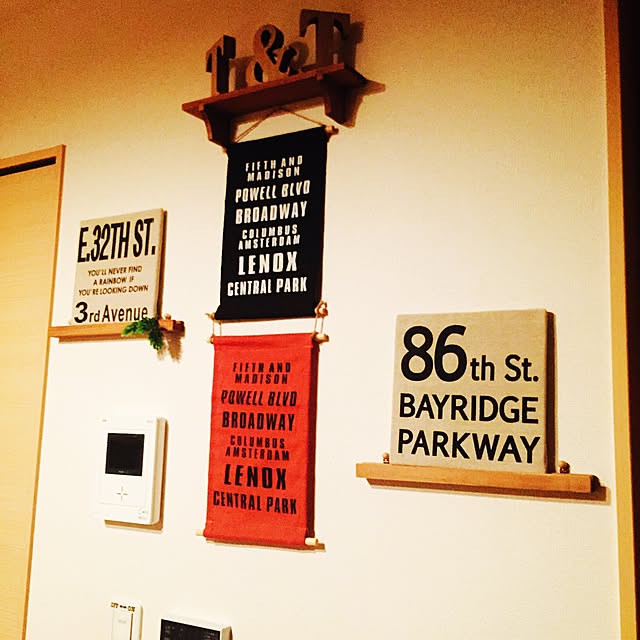 T & T
E.32TH ST.
YOU'LL NEVER FIND
A RAINBOW IF
YOU'RE LOOKING DOWN
3rd Avenue
FIFTH AND
MADISON
POWELL BLVD
BROADWAY
COLUMBUS
AMSTERDAM
LENOX
CENTRAL PARK
FIFTH AND
MADISON
POWELL BLVD
BROADWAY
COLUMBUS
AMSTERDAM
LENOX
CENTRAL PARK
86th St.
BAYRIDGE
PARKWAY
OFF ON